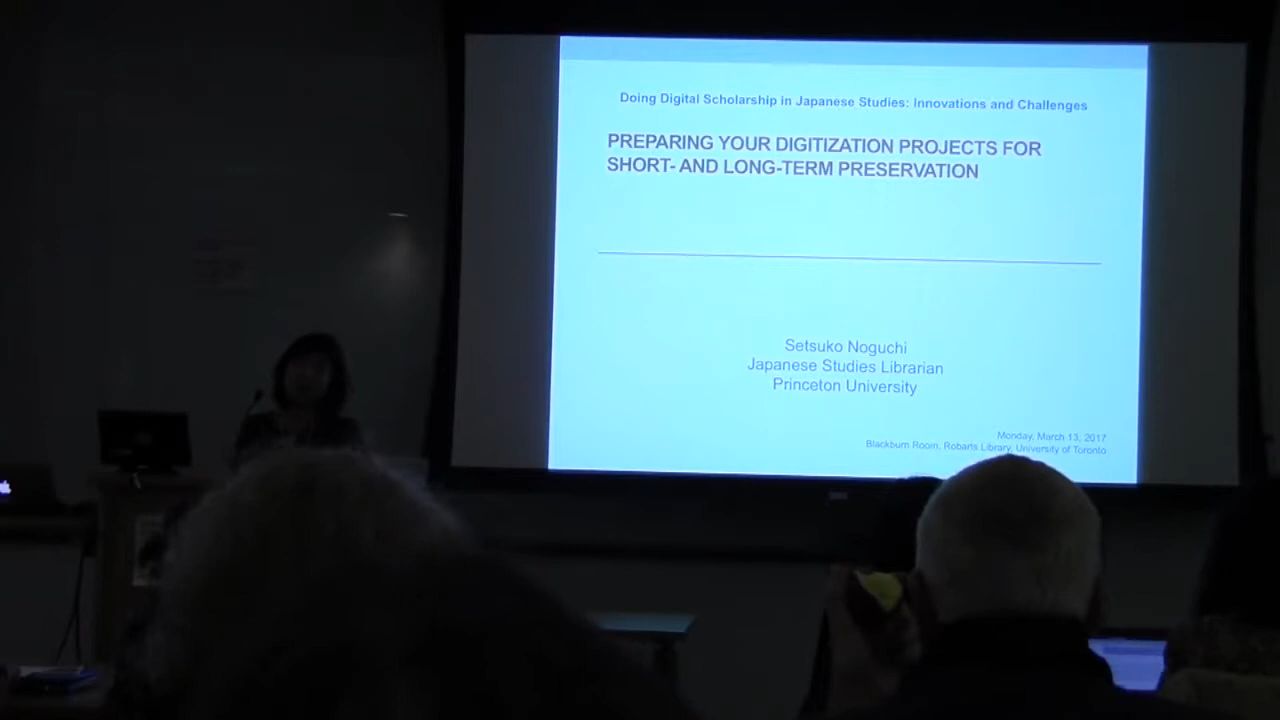 Doing Digital Scholarship in Japanese Studies: Innovations and Challenges
PREPARING YOUR DIGITIZATION PROJECTS FOR
SHORT- AND LONG-TERM PRESERVATION
Setsuko Noguchi
Japanese Studies Librarian
Princeton University
Monday, March 13, 2017
Blackburn Room, Robarts Library, University of Toronto